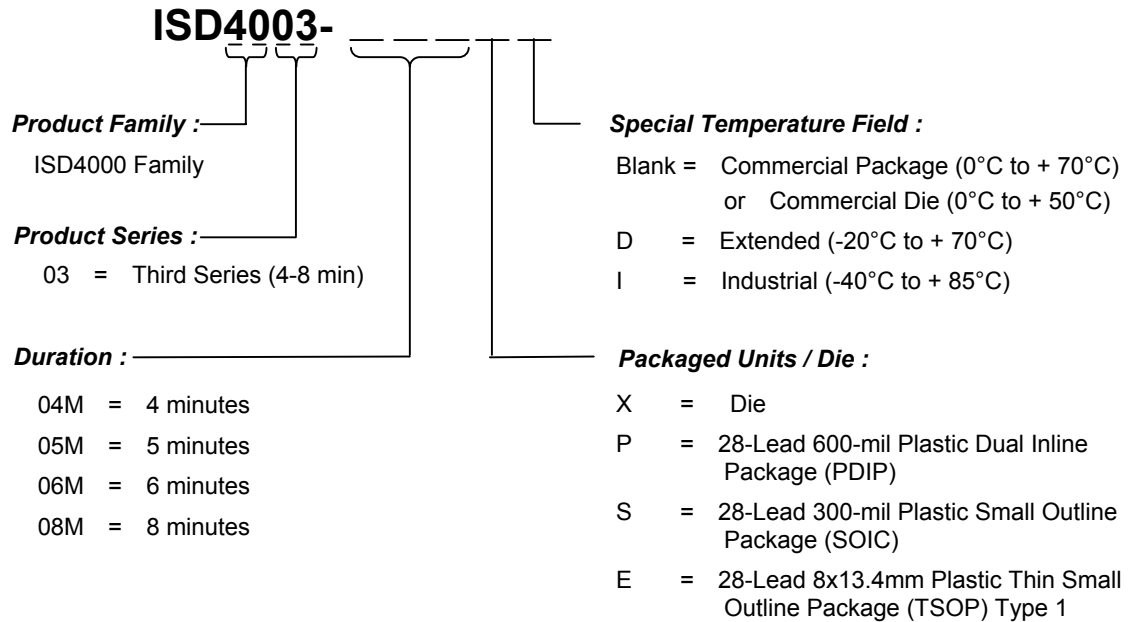 ISD4003- _ _ _ _ _
Product Family :
ISD4000 Family
Product Series :
03 = Third Series (4-8 min)
Duration :
04M = 4 minutes
05M = 5 minutes
06M = 6 minutes
08M = 8 minutes
Special Temperature Field :
Blank = Commercial Package (0°C to + 70°C)
or Commercial Die (0°C to + 50°C)
D = Extended (-20°C to + 70°C)
I = Industrial (-40°C to + 85°C)
Packaged Units / Die :
X = Die
P = 28-Lead 600-mil Plastic Dual Inline
Package (PDIP)
S = 28-Lead 300-mil Plastic Small Outline
Package (SOIC)
E = 28-Lead 8x13.4mm Plastic Thin Small
Outline Package (TSOP) Type 1